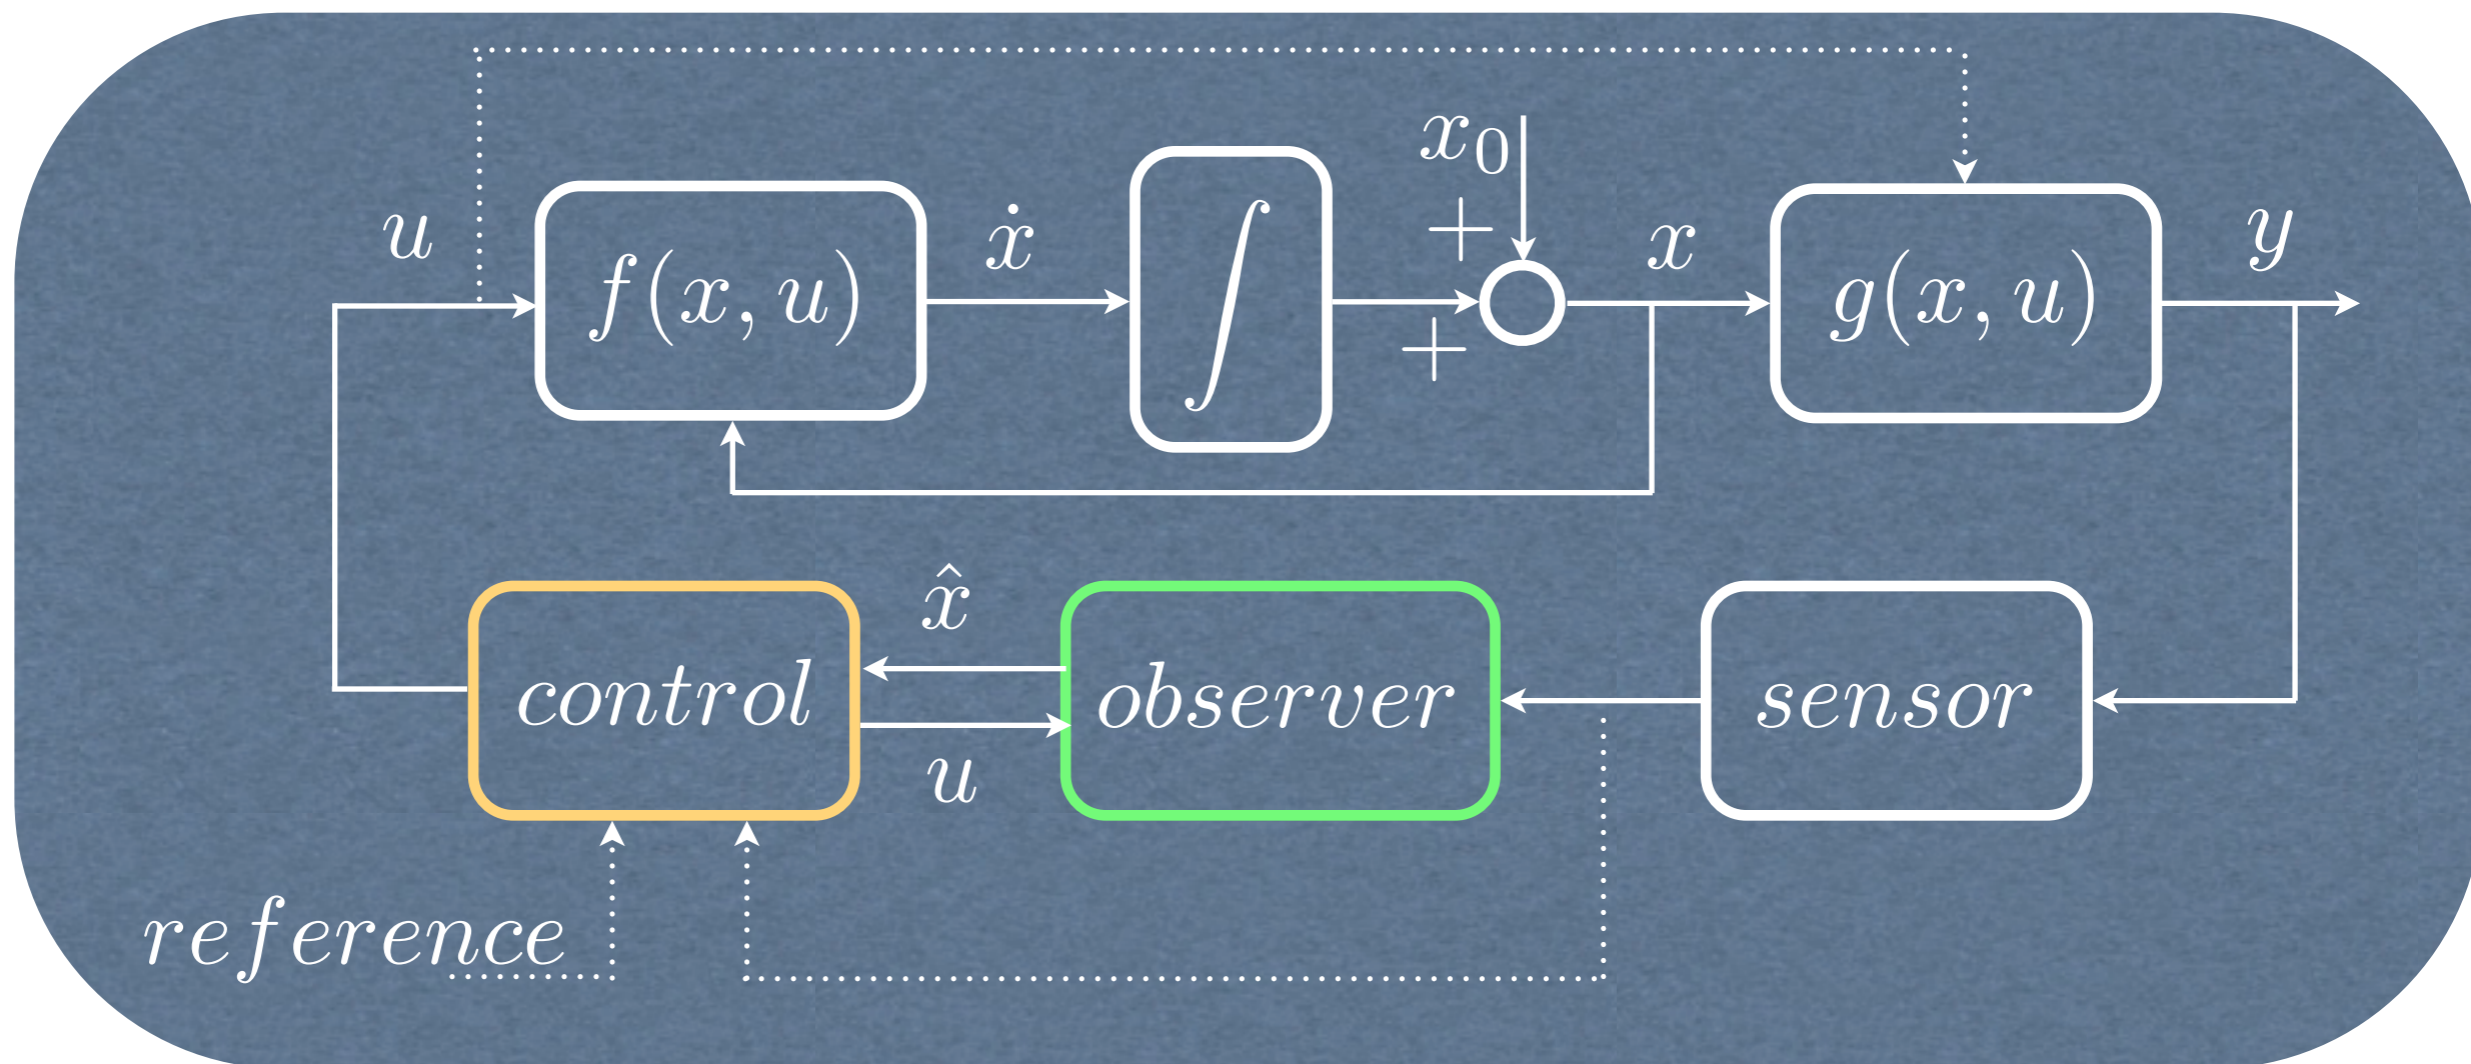 x₀
+
u
f(x, u)
ẋ
∫
+
x
g(x, u)
y
x̂
control
observer
sensor
u
reference